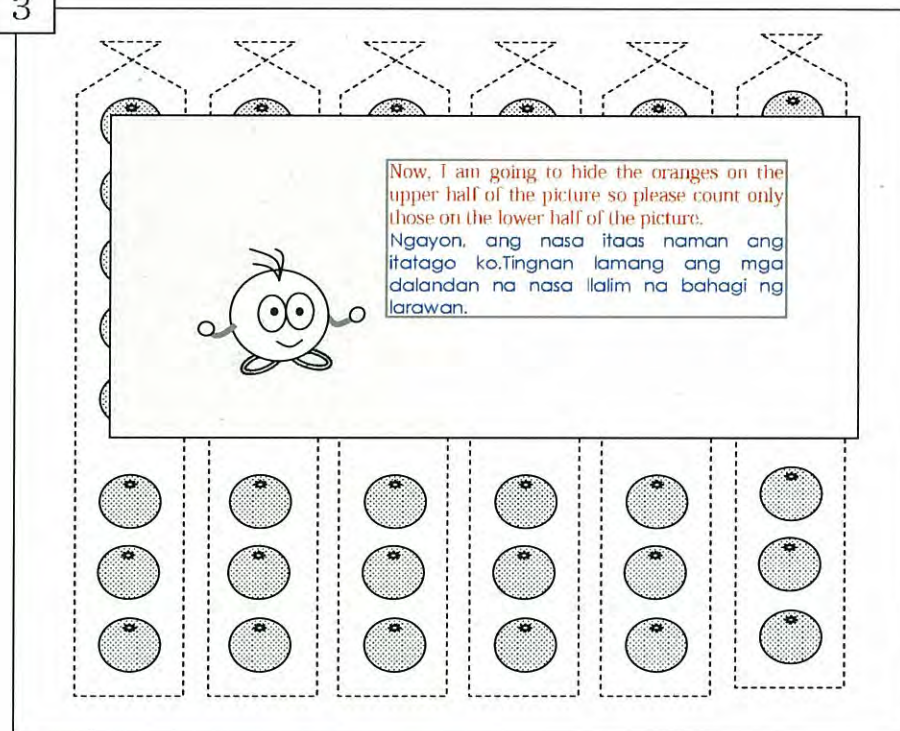 3
Now, I am going to hide the oranges on the
upper half of the picture so please count only
those on the lower half of the picture.
Ngayon, ang nasa itaas naman ang
itatago ko.Tingnan lamang ang mga
dalandan na nasa Ilalim na bahagi ng
larawan.